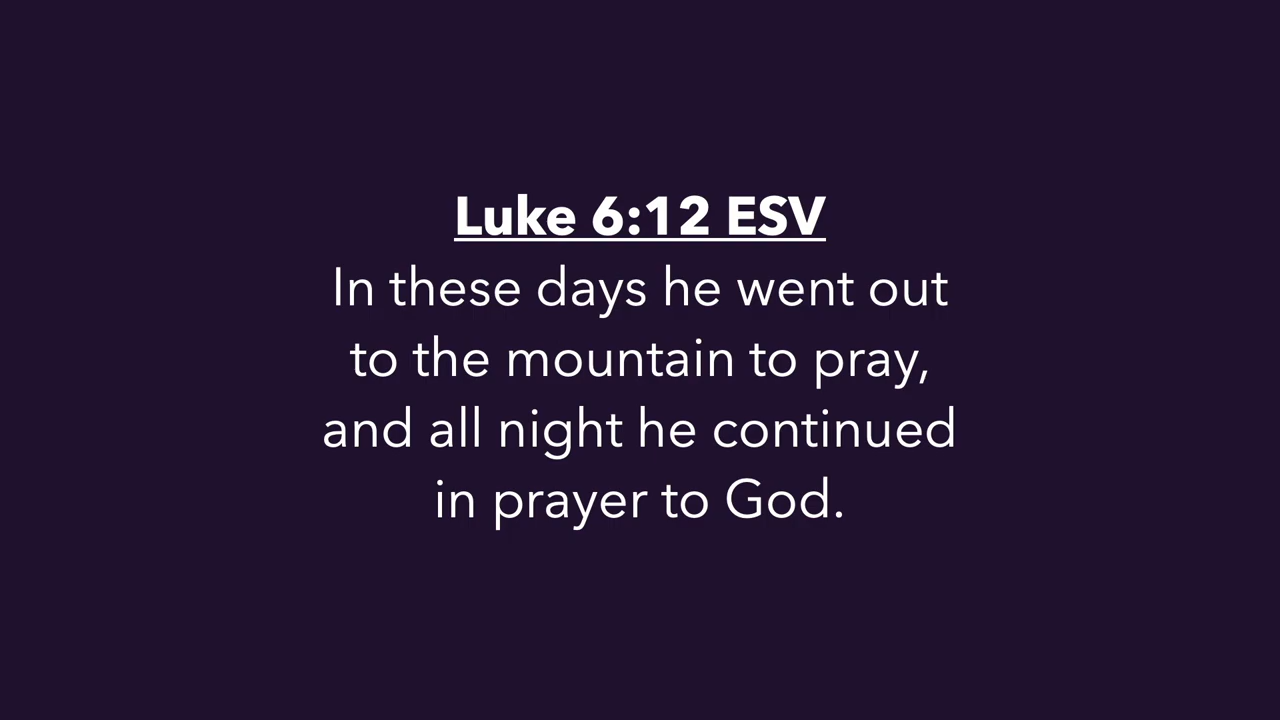 Luke 6:12 ESV
In these days he went out
to the mountain to pray,
and all night he continued
in prayer to God.